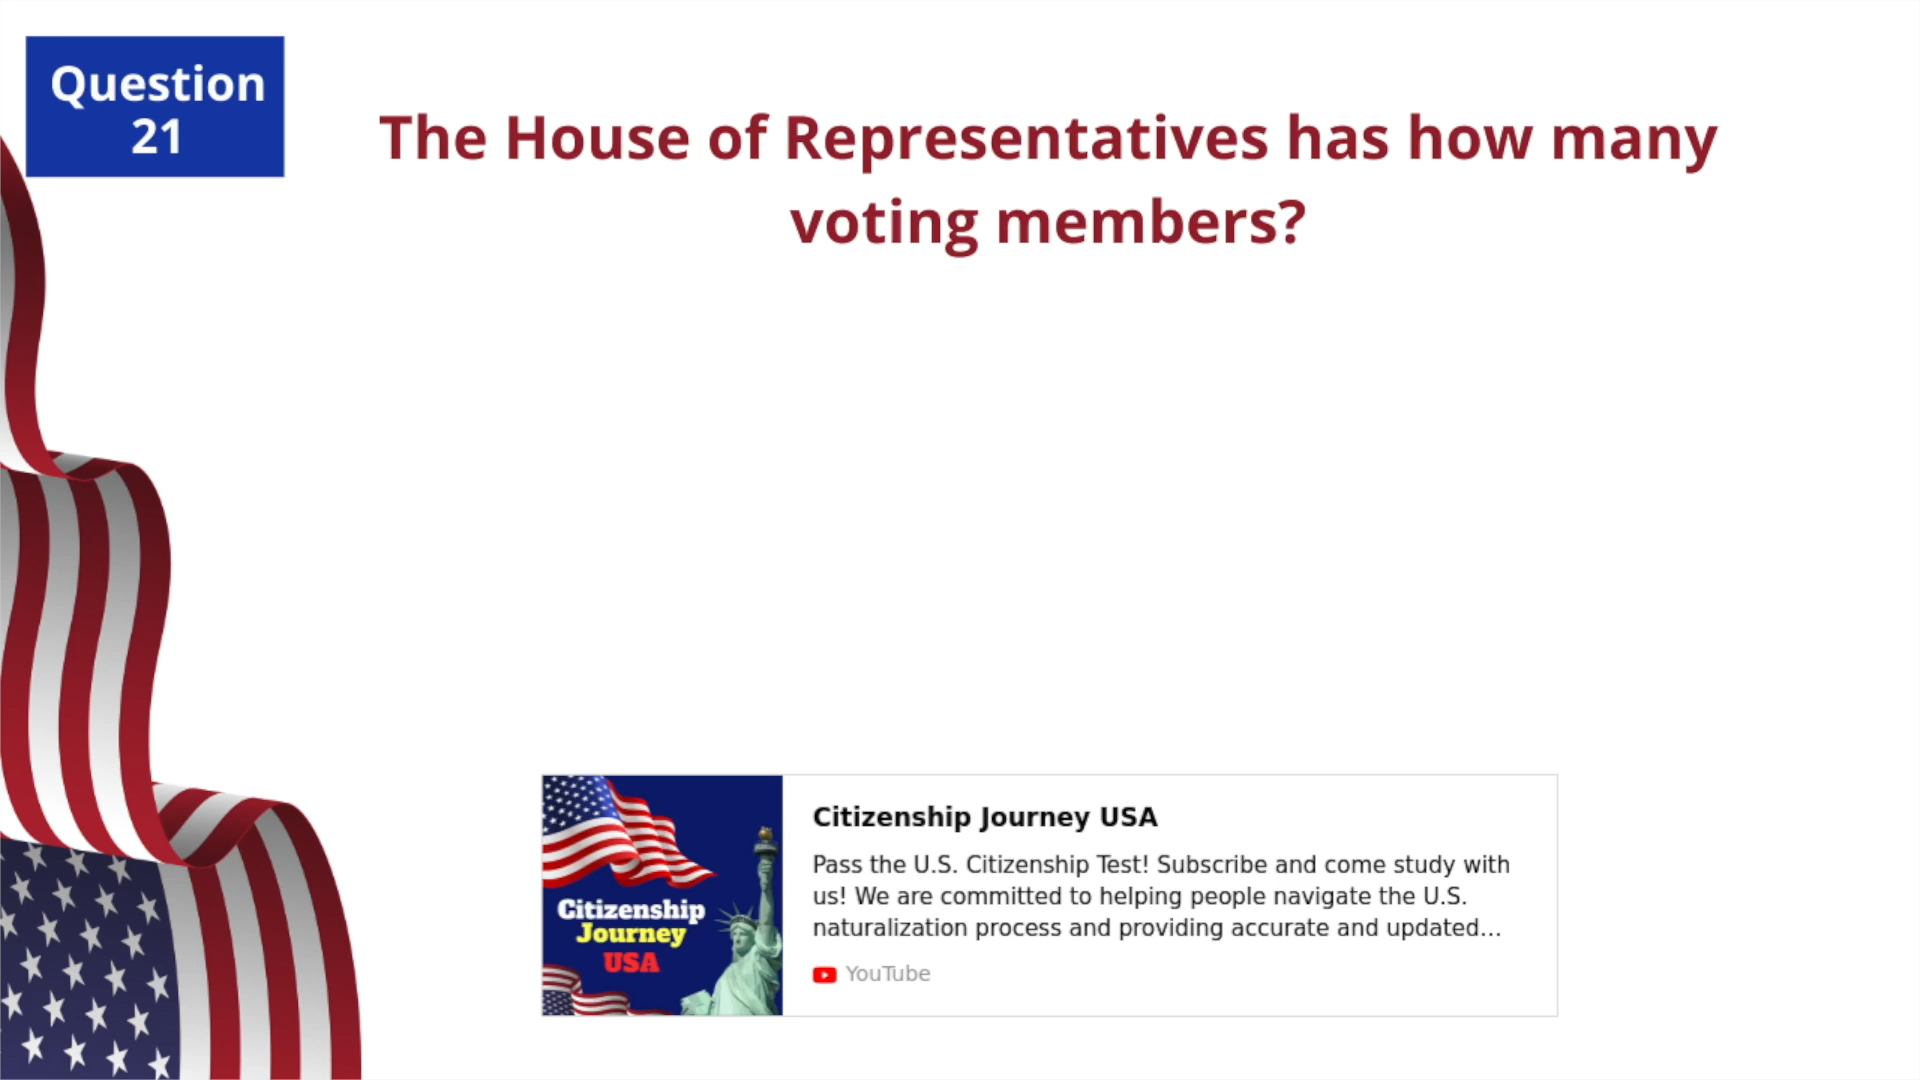 Question
21
The House of Representatives has how many
voting members?
Citizenship
Journey
USA
Citizenship Journey USA
Pass the U.S. Citizenship Test! Subscribe and come study with
us! We are committed to helping people navigate the U.S.
naturalization process and providing accurate and updated...
YouTube